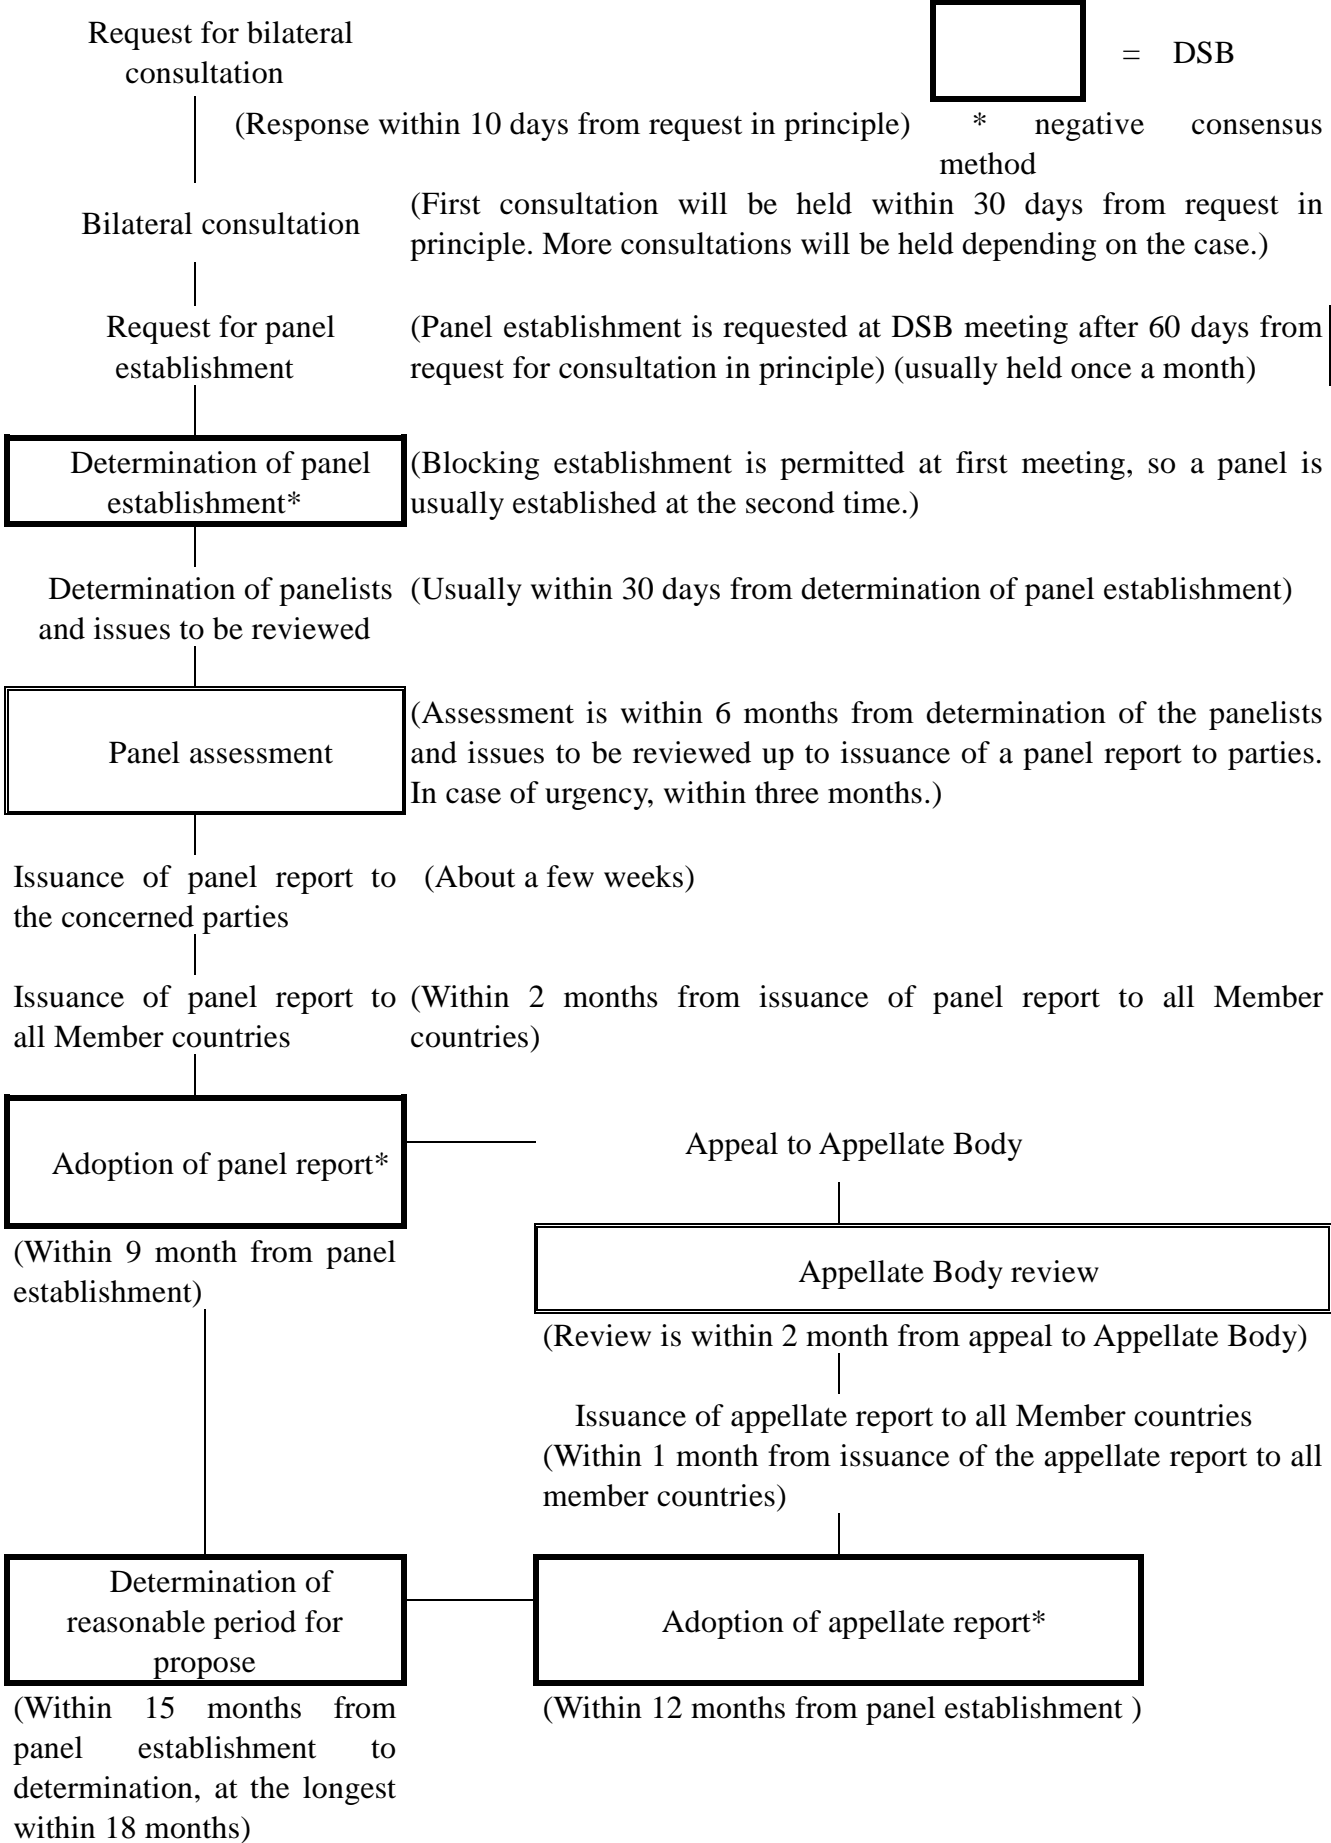 Request for bilateral
consultation
= DSB
(Response within 10 days from request in principle)
* negative consensus
method
Bilateral consultation
(First consultation will be held within 30 days from request in
principle. More consultations will be held depending on the case.)
Request for panel
establishment
(Panel establishment is requested at DSB meeting after 60 days from
request for consultation in principle) (usually held once a month)
Determination of panel
establishment*
(Blocking establishment is permitted at first meeting, so a panel is
usually established at the second time.)
Determination of panelists
and issues to be reviewed
(Usually within 30 days from determination of panel establishment)
Panel assessment
(Assessment is within 6 months from determination of the panelists
and issues to be reviewed up to issuance of a panel report to parties.
In case of urgency, within three months.)
Issuance of panel report to
the concerned parties
(About a few weeks)
Issuance of panel report to
all Member countries
(Within 2 months from issuance of panel report to all Member
countries)
Adoption of panel report*
(Within 9 month from panel
establishment)
Appeal to Appellate Body
Appellate Body review
(Review is within 2 month from appeal to Appellate Body)
Issuance of appellate report to all Member countries
(Within 1 month from issuance of the appellate report to all
member countries)
Determination of
reasonable period for
propose
(Within 15 months from
panel establishment to
determination, at the longest
within 18 months)
Adoption of appellate report*
(Within 12 months from panel establishment )